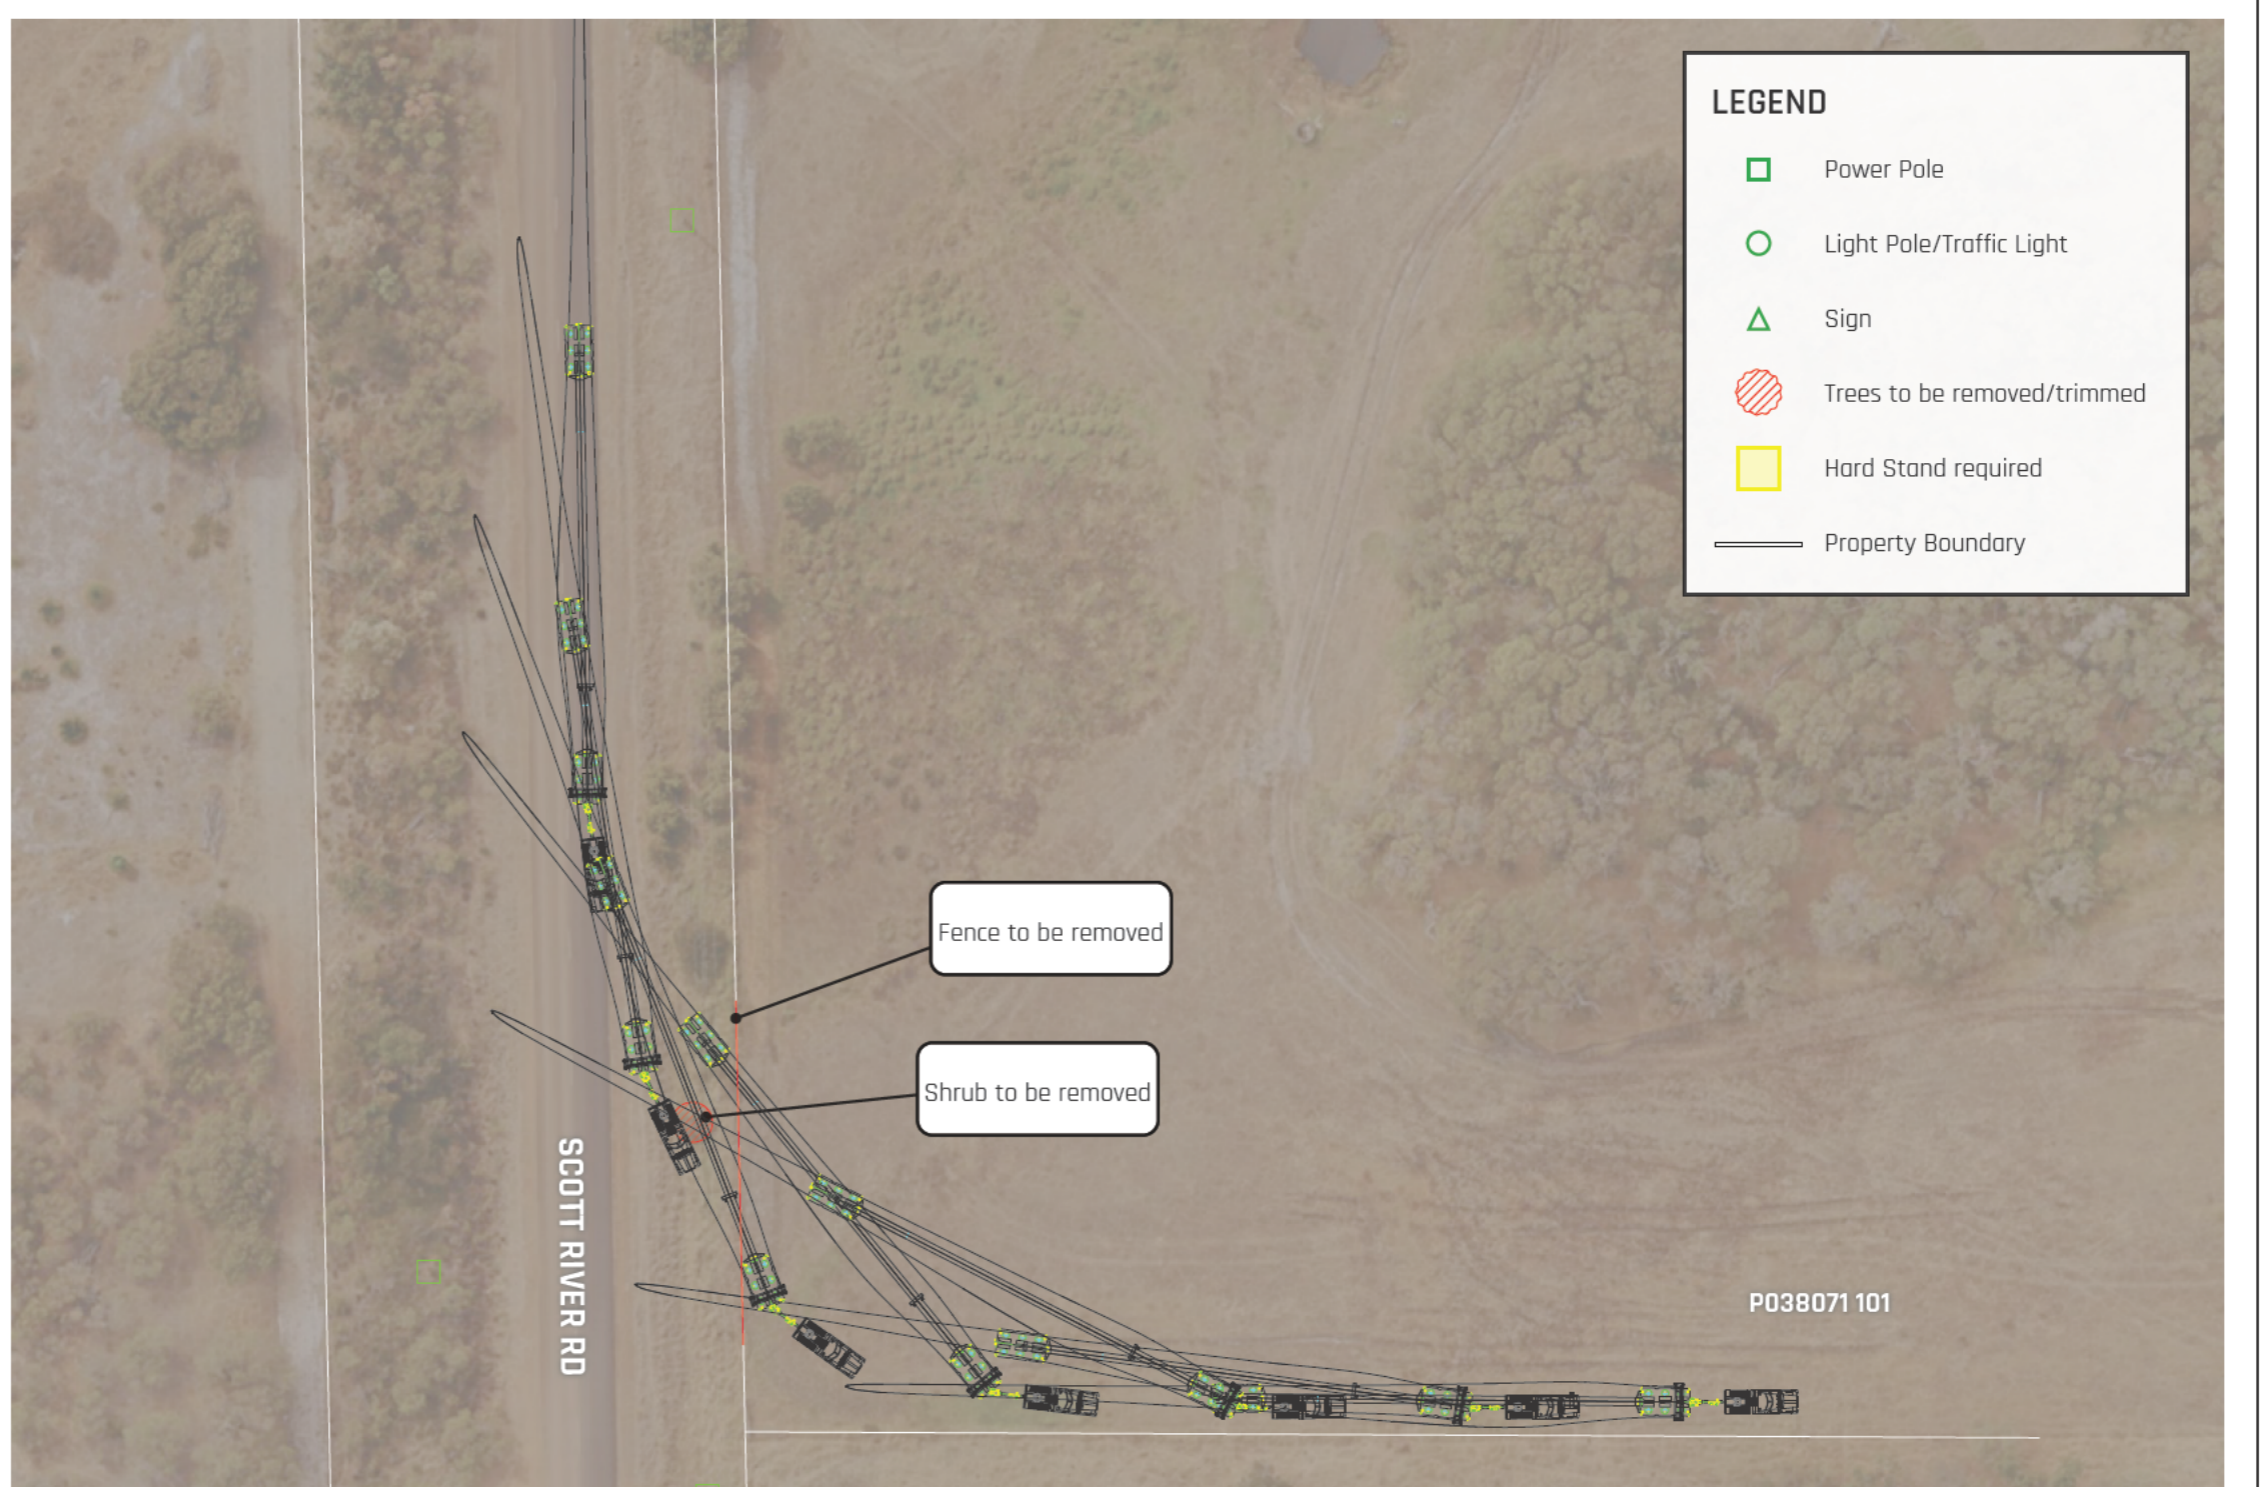 LEGEND
Power Pole
Light Pole/Traffic Light
Sign
Trees to be removed/trimmed
Hard Stand required
Property Boundary
Fence to be removed
Shrub to be removed
SCOTT RIVER RD
P038071 101